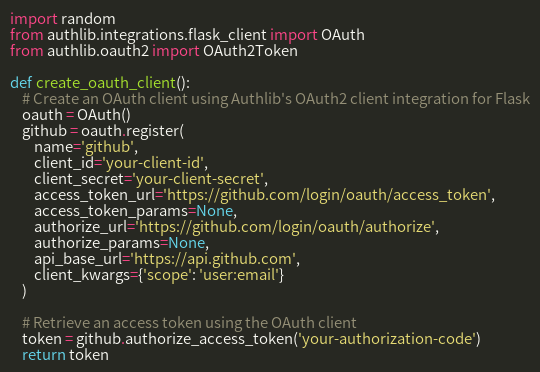 import random
from authlib.integrations.flask_client import OAuth
from authlib.oauth2 import OAuth2Token

def create_oauth_client():
    # Create an OAuth client using Authlib's OAuth2 client integration for Flask
    oauth = OAuth()
    github = oauth.register(
        name='github',
        client_id='your-client-id',
        client_secret='your-client-secret',
        access_token_url='https://github.com/login/oauth/access_token',
        access_token_params=None,
        authorize_url='https://github.com/login/oauth/authorize',
        authorize_params=None,
        api_base_url='https://api.github.com',
        client_kwargs={'scope': 'user:email'}
    )

    # Retrieve an access token using the OAuth client
    token = github.authorize_access_token('your-authorization-code')
    return token